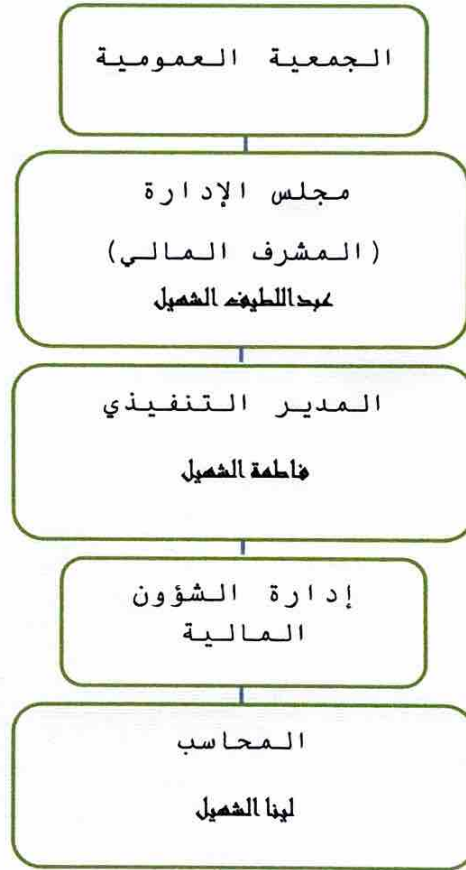 الجمعية العمومية
مجلس الإدارة
(المشرف المالي)
عبداللطيف الشهيل
المدير التنفيذي
فاطمة الشهيل
إدارة الشؤون
المالية
المحاسب
لينا الشهيل